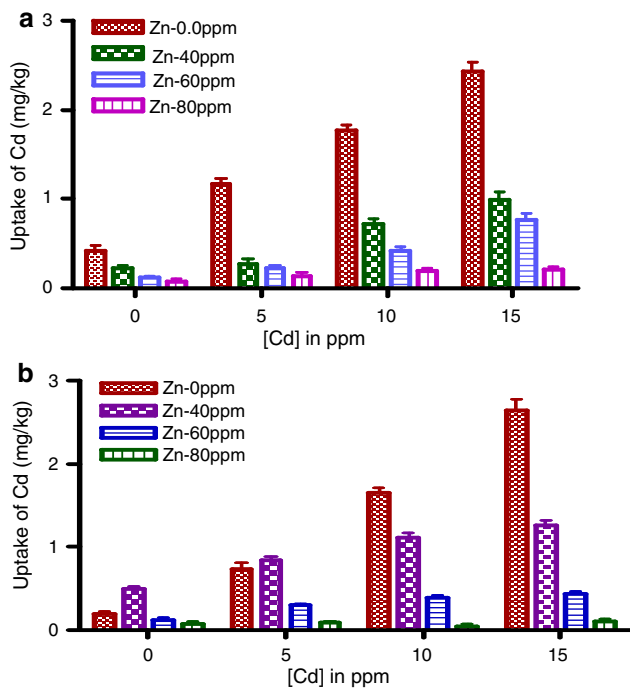 a
3
2
1
0
Uptake of Cd (mg/kg)
Zn-0.0ppm
Zn-40ppm
Zn-60ppm
Zn-80ppm
0 5 10 15
[Cd] in ppm
b
3
2
1
0
Uptake of Cd (mg/kg)
Zn-0ppm
Zn-40ppm
Zn-60ppm
Zn-80ppm
0 5 10 15
[Cd] in ppm